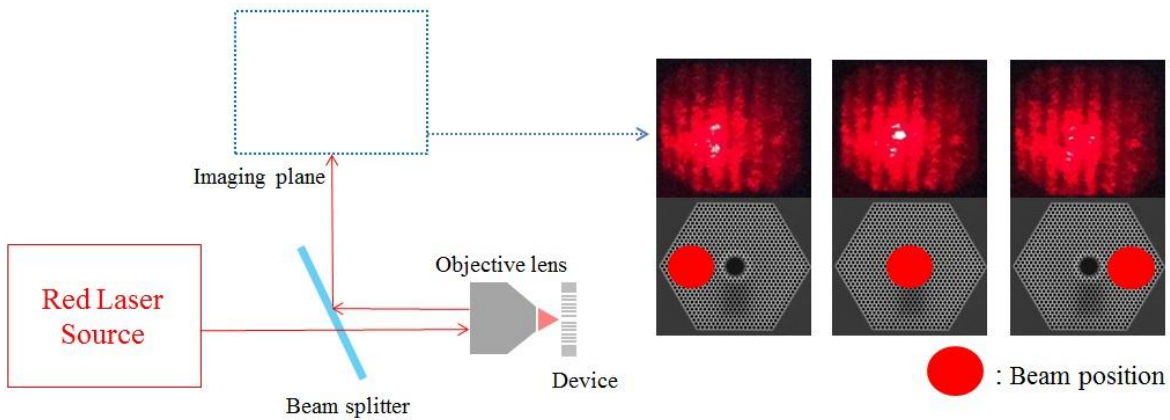 Imaging plane
Red Laser
Source
Objective lens
Device
Beam splitter
: Beam position